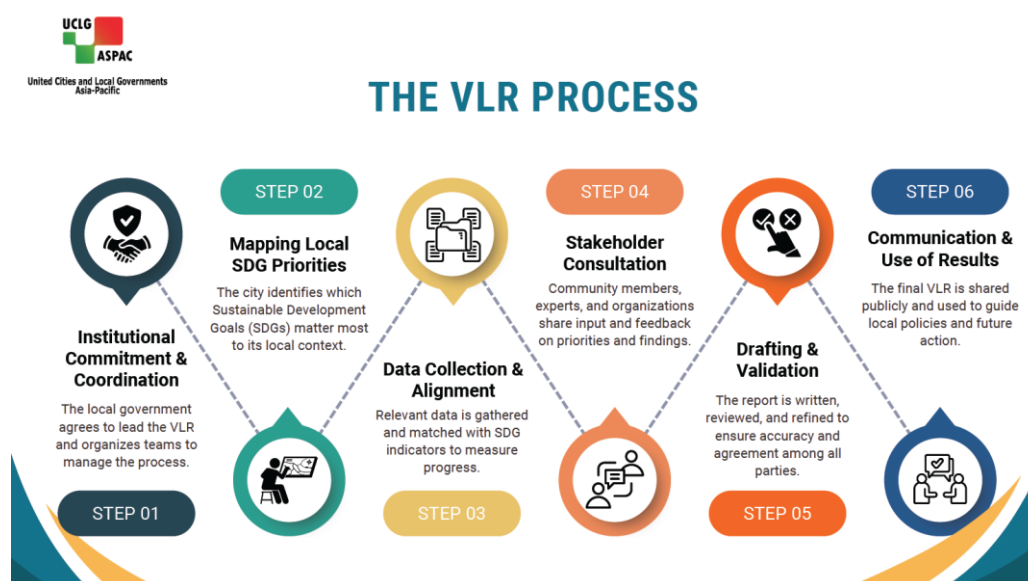 UCLG
ASPAC
United Cities and Local Governments
Asia-Pacific
THE VLR PROCESS
Institutional
Commitment &
Coordination
The local government
agrees to lead the VLR
and organizes teams to
manage the process.
STEP 01
STEP 02
Mapping Local
SDG Priorities
The city identifies which
Sustainable Development
Goals (SDGs) matter most
to its local context.
Data Collection &
Alignment
Relevant data is gathered
and matched with SDG
indicators to measure
progress.
STEP 03
STEP 04
Stakeholder
Consultation
Community members,
experts, and organizations
share input and feedback
on priorities and findings.
Drafting &
Validation
The report is written,
reviewed, and refined to
ensure accuracy and
agreement among all
parties.
STEP 05
STEP 06
Communication &
Use of Results
The final VLR is shared
publicly and used to guide
local policies and future
action.